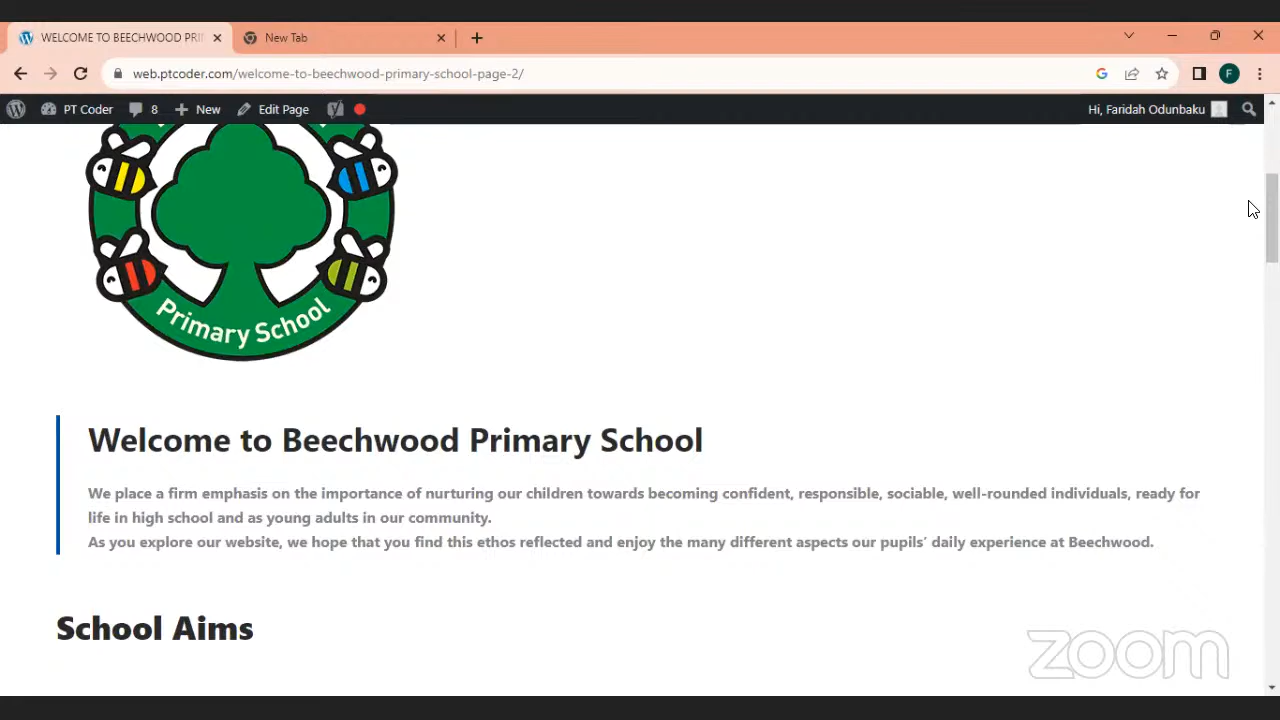 WELCOME TO BEECHWOOD PRI
New Tab
web.ptcoder.com/welcome-to-beechwood-primary-school-page-2/
F
PT Coder 8 New Edit Page Hi, Faridah Odunbaku
Primary School
Welcome to Beechwood Primary School
We place a firm emphasis on the importance of nurturing our children towards becoming confident, responsible, sociable, well-rounded individuals, ready for
life in high school and as young adults in our community.
As you explore our website, we hope that you find this ethos reflected and enjoy the many different aspects our pupils’ daily experience at Beechwood.
School Aims
zoom